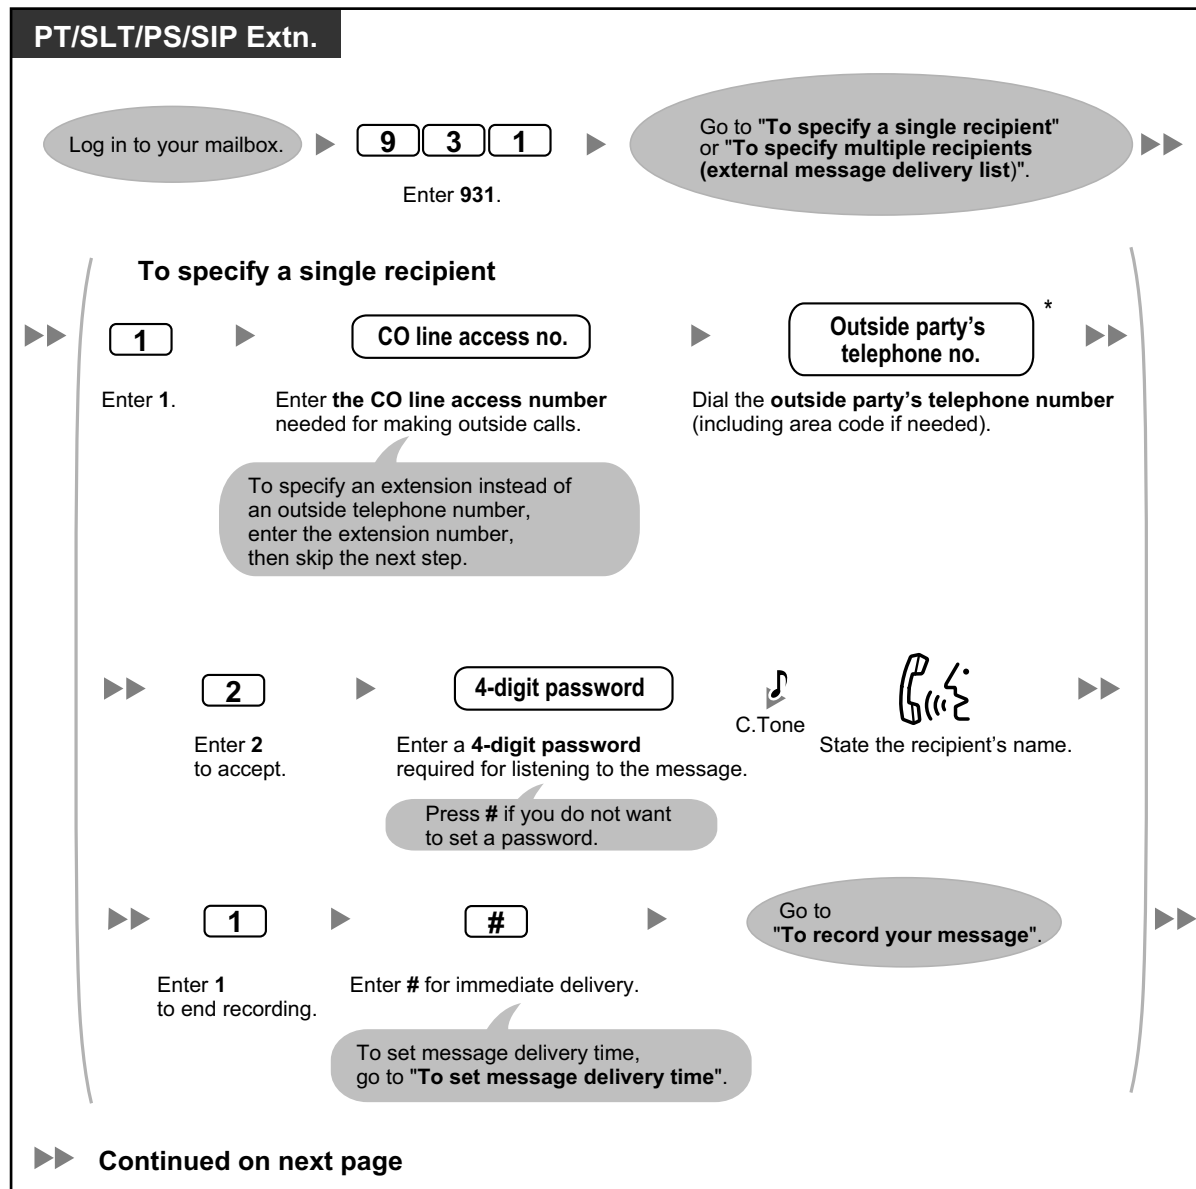 PT/SLT/PS/SIP Extn.
Log in to your mailbox.
9 3 1
Enter 931.
Go to "To specify a single recipient"
or "To specify multiple recipients
(external message delivery list)".
To specify a single recipient
1
Enter 1.
CO line access no.
Enter the CO line access number
needed for making outside calls.
To specify an extension instead of
an outside telephone number,
enter the extension number,
then skip the next step.
Outside party's
telephone no.
*
Dial the outside party's telephone number
(including area code if needed).
2
Enter 2
to accept.
4-digit password
Enter a 4-digit password
required for listening to the message.
Press # if you do not want
to set a password.
C.Tone
State the recipient's name.
1
Enter 1
to end recording.
#
Enter # for immediate delivery.
To set message delivery time,
go to "To set message delivery time".
Go to
"To record your message".
Continued on next page